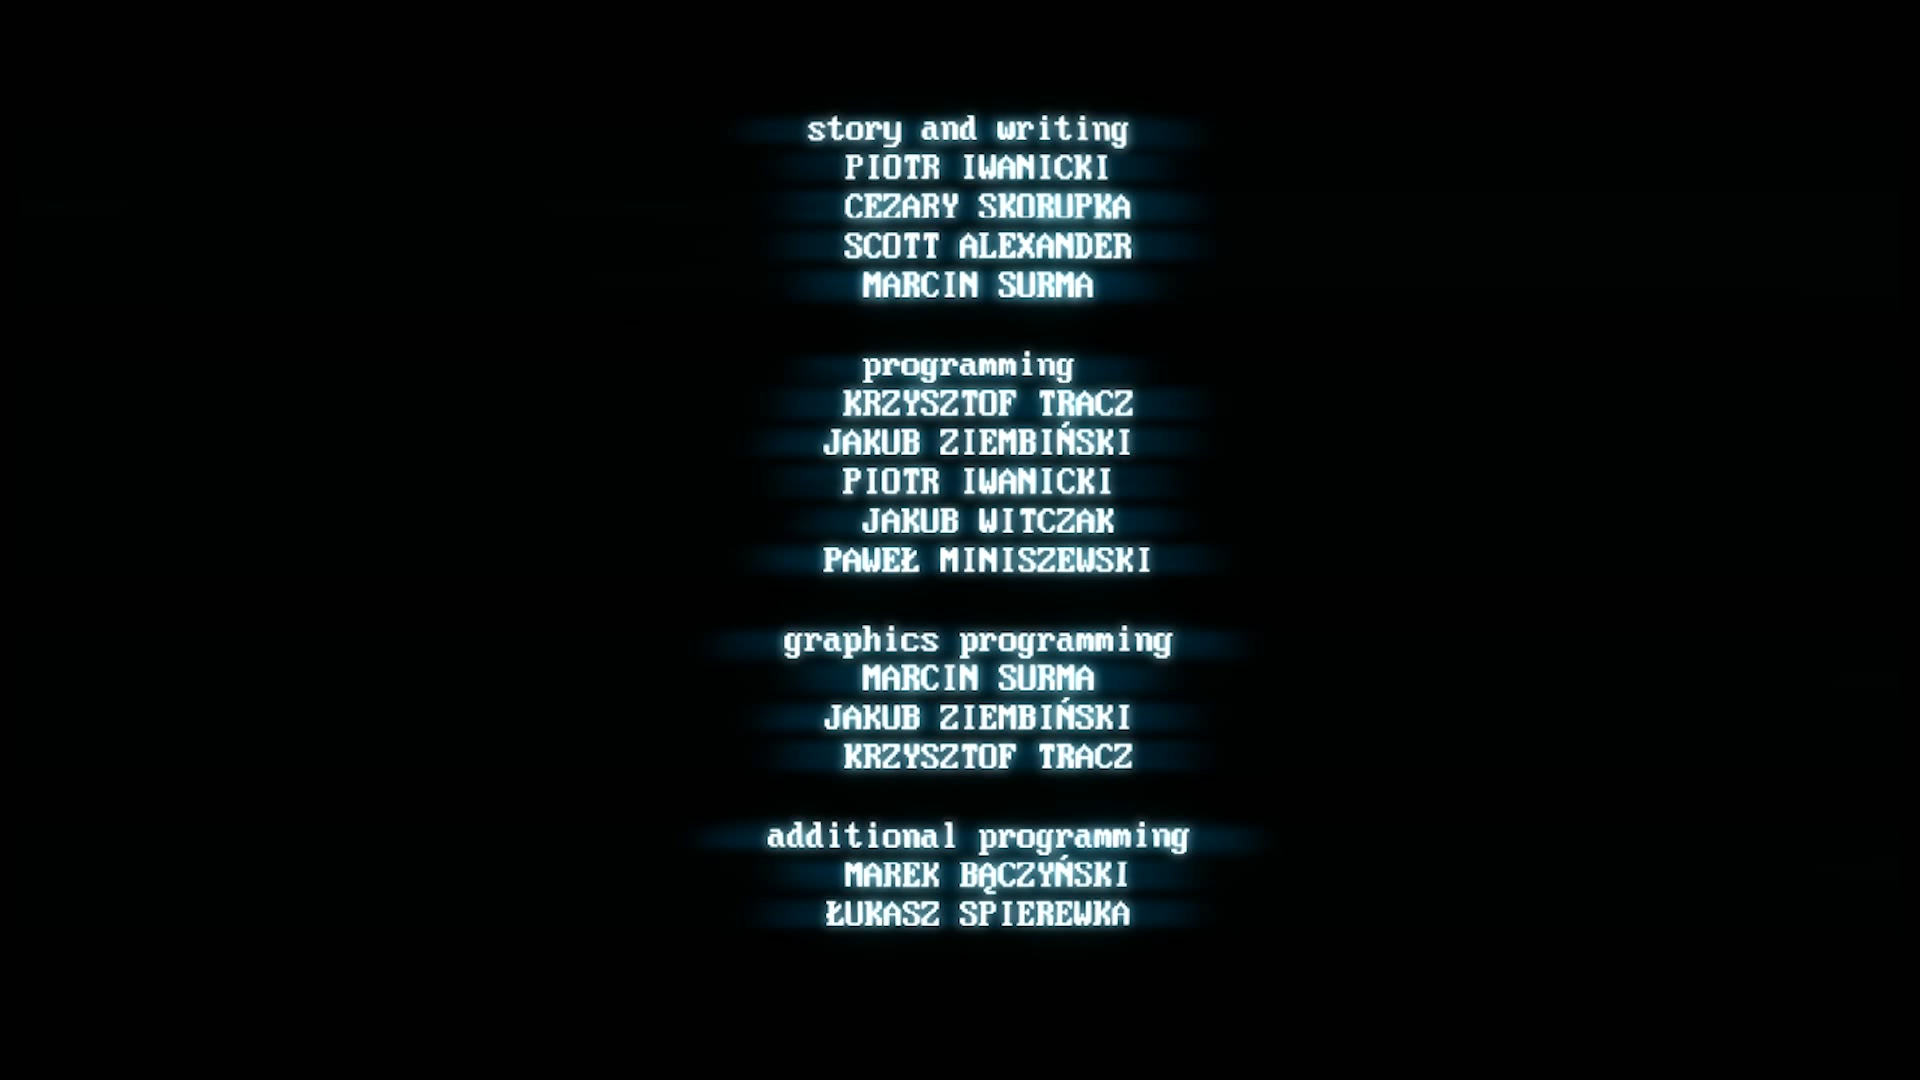 story and writing
PIOTR IWANICKI
CEZARY SKORUPKA
SCOTT ALEXANDER
MARCIN SURMA
programming
KRZYSZTOF TRACZ
JAKUB ZIEMBIŃSKI
PIOTR IWANICKI
JAKUB WITCZAK
PAWEŁ MINISZEWSKI
graphics programming
MARCIN SURMA
JAKUB ZIEMBIŃSKI
KRZYSZTOF TRACZ
additional programming
MAREK BĄCZYŃSKI
ŁUKASZ SPIEREWKA